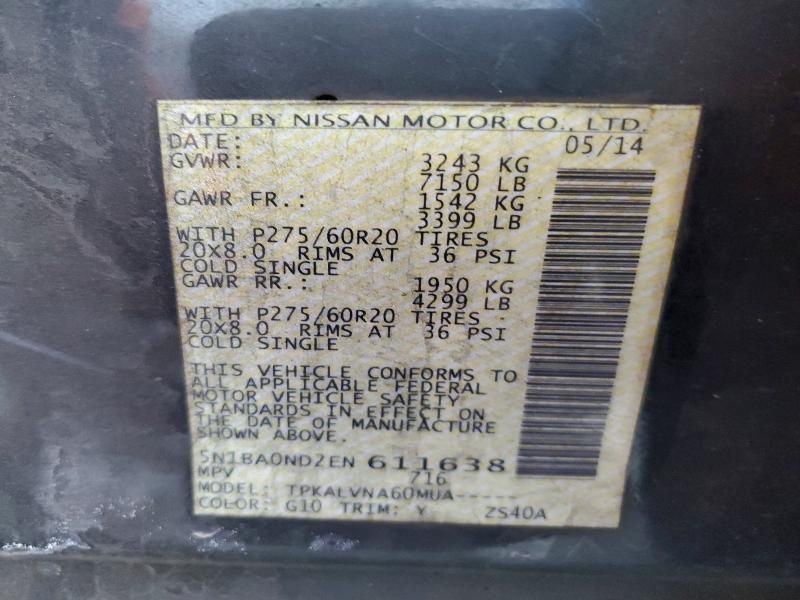 MFD BY NISSAN MOTOR CO., LTD.
DATE: 05/14
GVWR: 3243 KG
7150 LB
GAWR FR.: 1542 KG
3399 LB
WITH P275/60R20 TIRES
20X8.0 RIMS AT 36 PSI
COLD SINGLE
GAWR RR.: 1950 KG
4299 LB
WITH P275/60R20 TIRES
20X8.0 RIMS AT 36 PSI
COLD SINGLE
THIS VEHICLE CONFORMS TO
ALL APPLICABLE FEDERAL
MOTOR VEHICLE SAFETY
STANDARDS IN EFFECT ON
THE DATE OF MANUFACTURE
SHOWN ABOVE.
5N1BA0ND2EN 611638
MPV 716
MODEL: TPKALVNA60MUA-----
COLOR: G10 TRIM: Y ZS40A